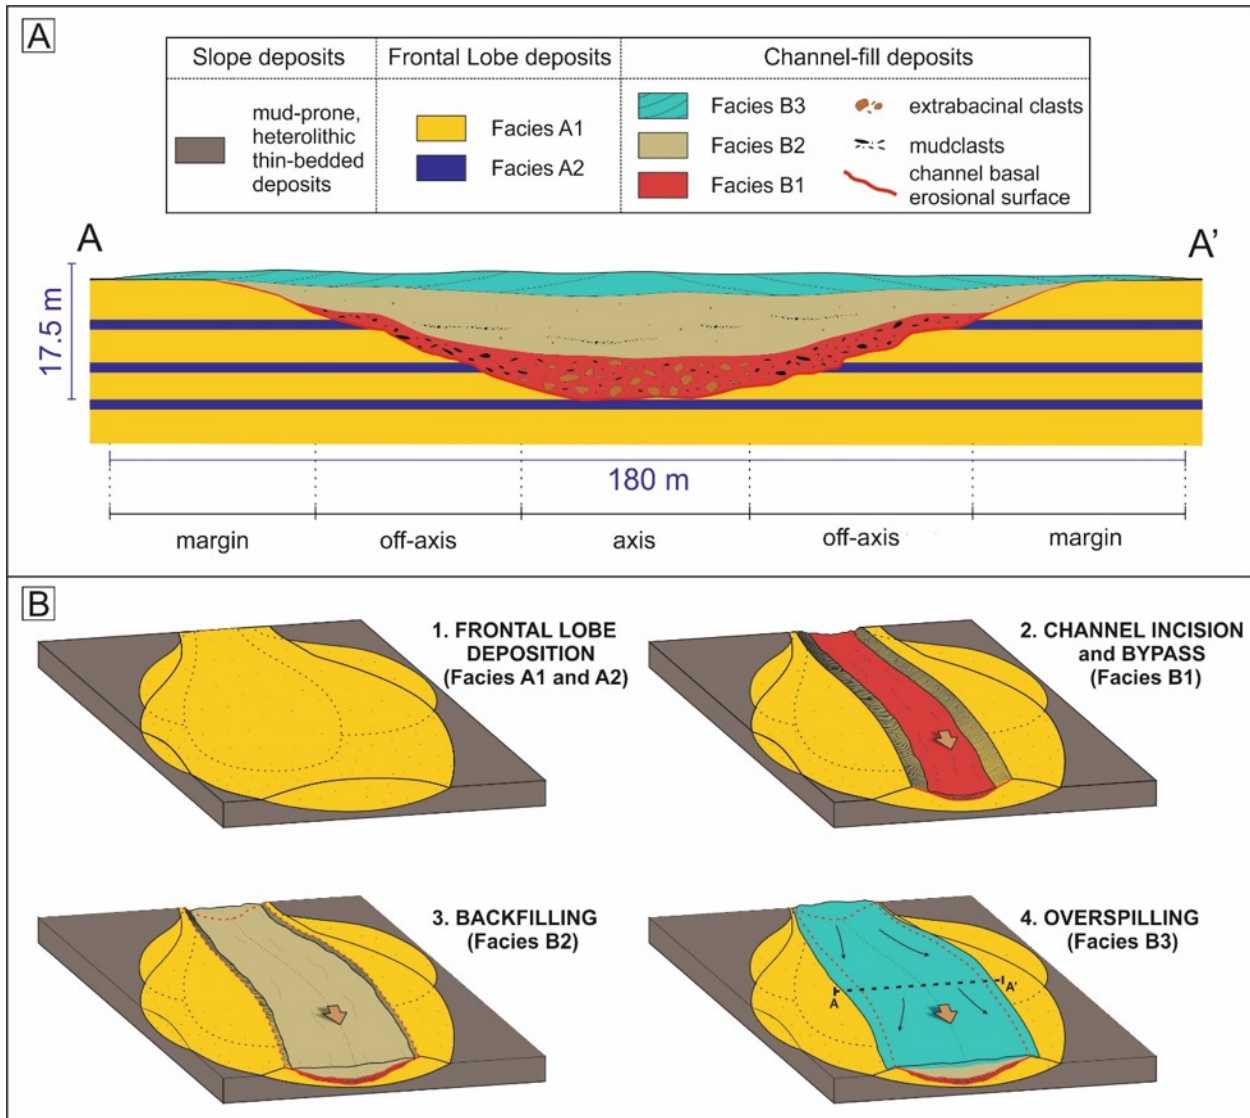 A
Slope deposits
Frontal Lobe deposits
Channel-fill deposits
mud-prone,
heterolithic
thin-bedded
deposits
Facies A1
Facies A2
Facies B3
Facies B2
Facies B1
extrabacinal clasts
mudclasts
channel basal
erosional surface
A
A'
17.5 m
180 m
margin
off-axis
axis
off-axis
margin
B
1. FRONTAL LOBE
DEPOSITION
(Facies A1 and A2)
2. CHANNEL INCISION
and BYPASS
(Facies B1)
3. BACKFILLING
(Facies B2)
4. OVERSPILLING
(Facies B3)
A
A'